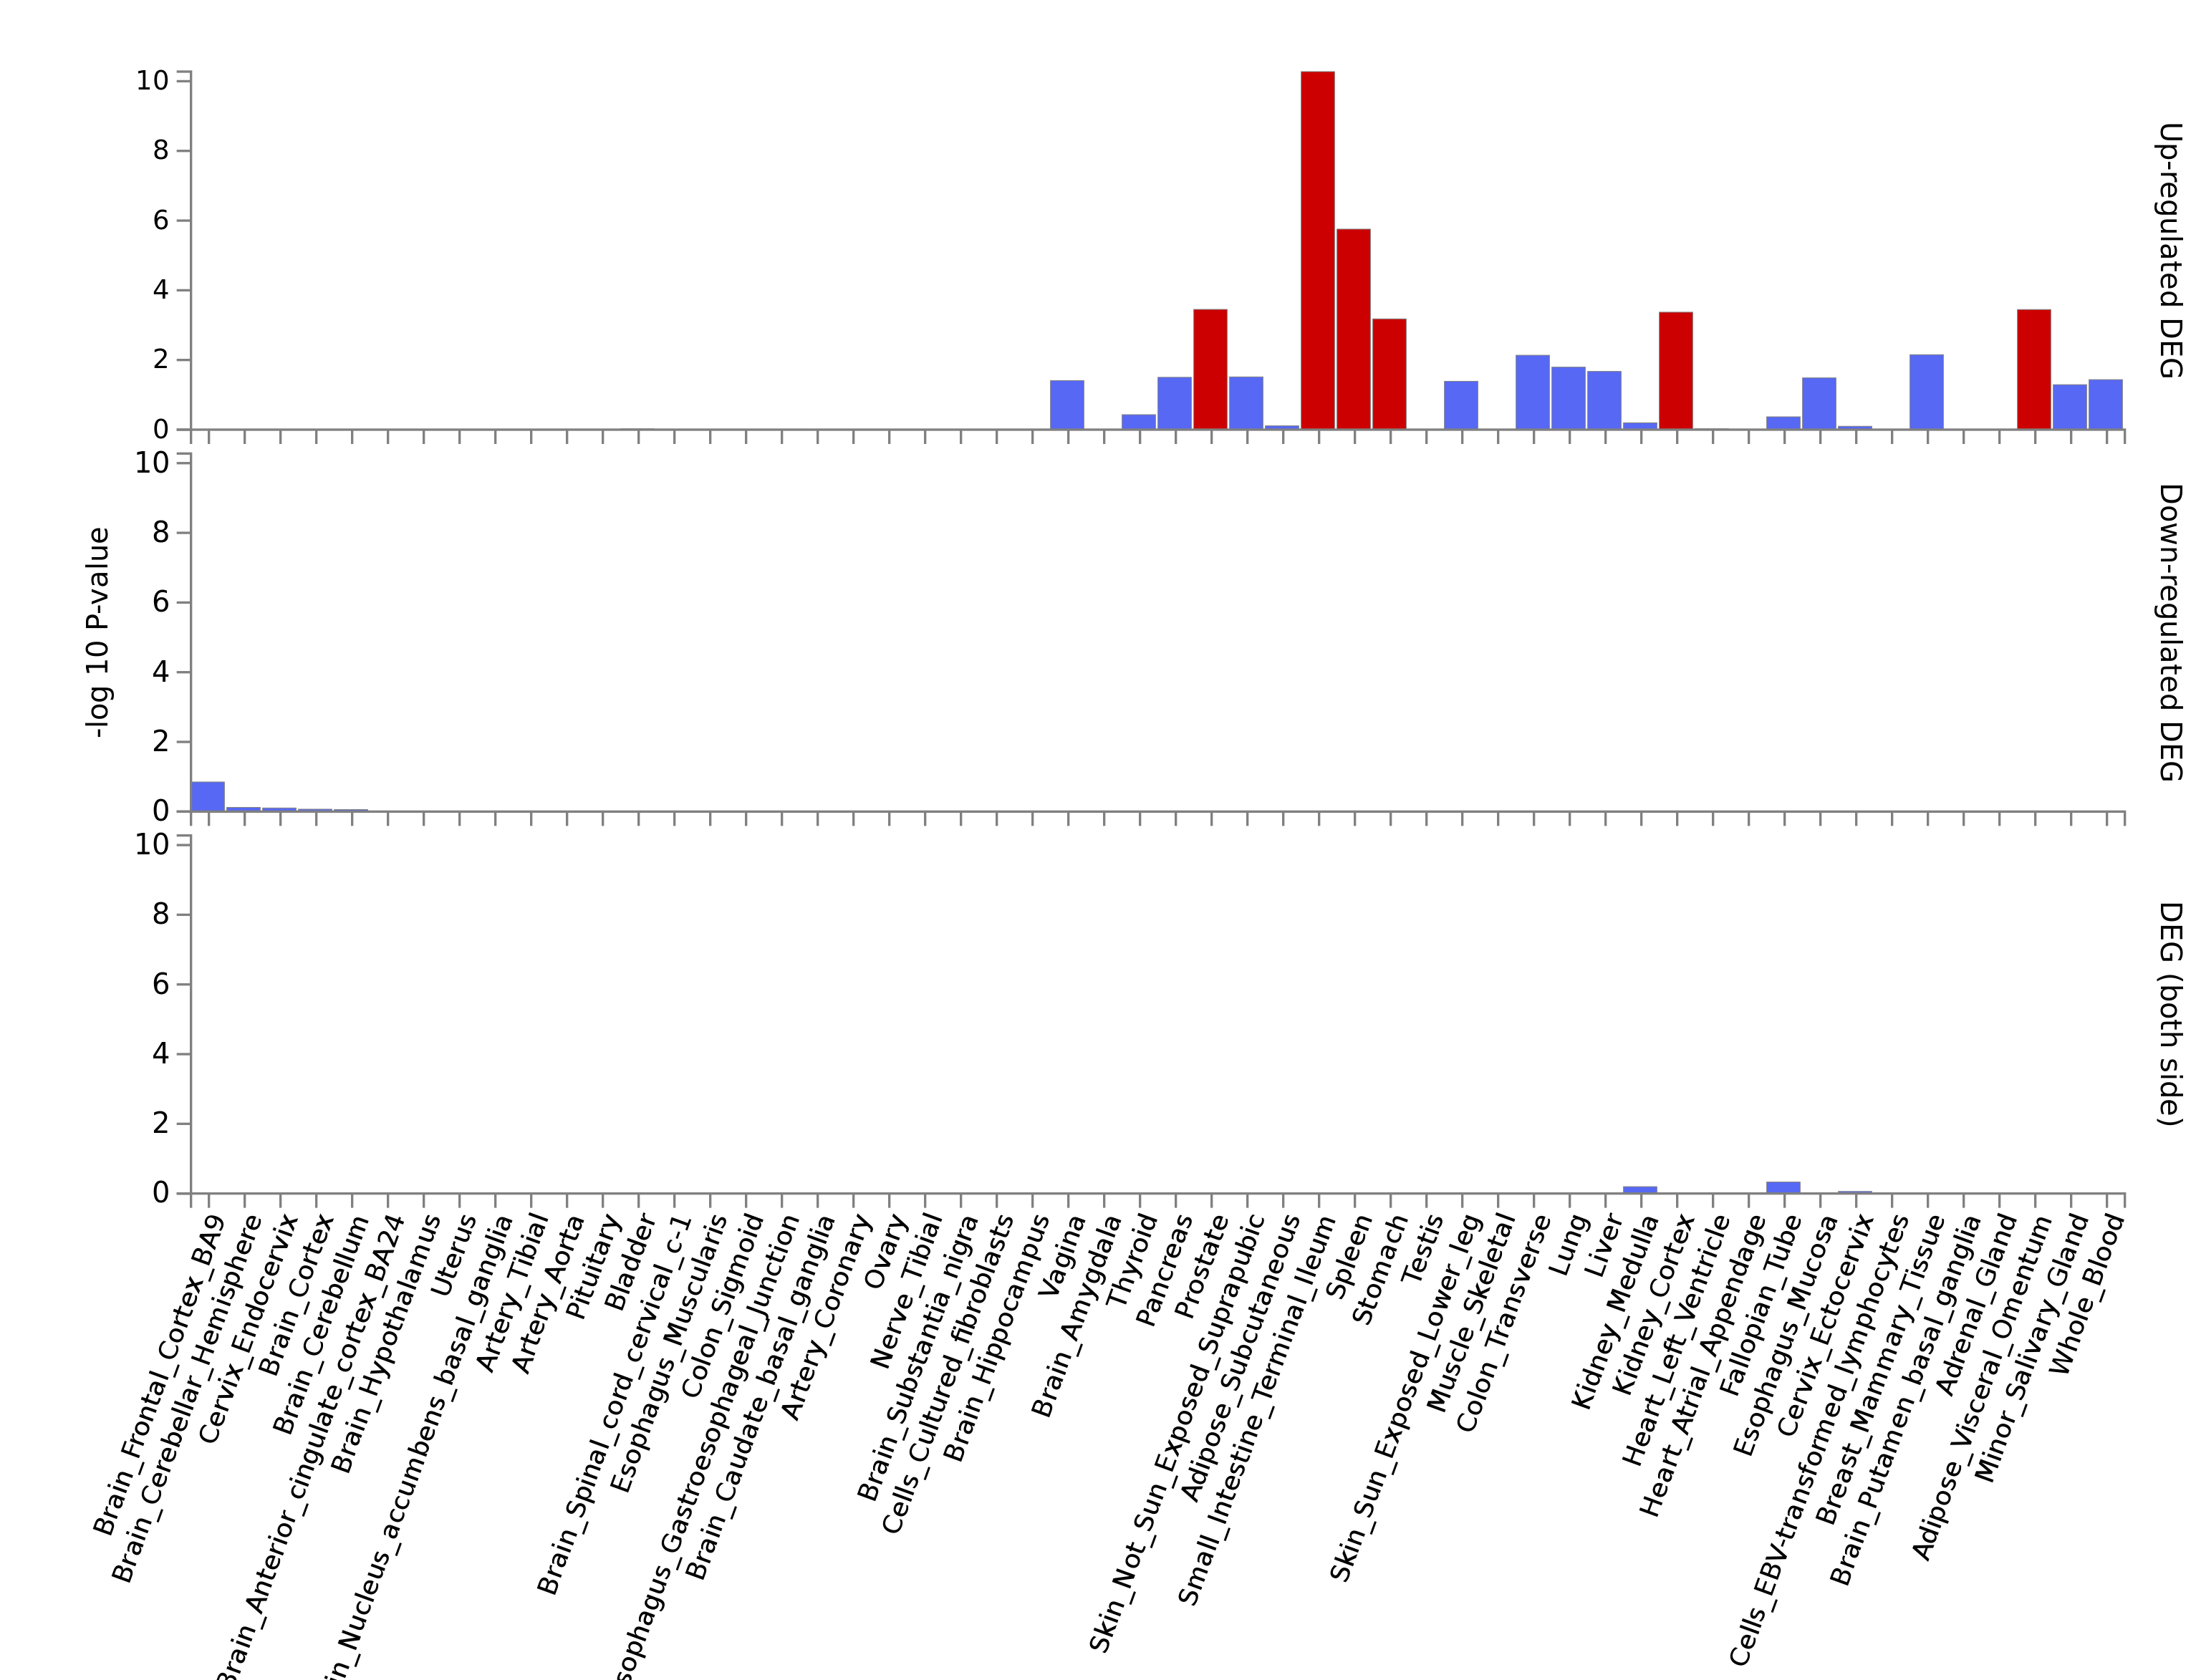 10
8
6
4
2
0
Up-regulated DEG
10
8
6
4
2
0
Down-regulated DEG
-log 10 P-value
10
8
6
4
2
0
DEG (both side)
Brain_Frontal_Cortex_BA9
Brain_Cerebellar_Hemisphere
Cervix_Endocervix
Brain_Cortex
Brain_Cerebellum
Brain_Anterior_cingulate_cortex_BA24
Brain_Hypothalamus
Uterus
in_Nucleus_accumbens_basal_ganglia
Artery_Tibial
Artery_Aorta
Pituitary
Bladder
Brain_Spinal_cord_cervical_c-1
Esophagus_Muscularis
Colon_Sigmoid
sophagus_Gastroesophageal_Junction
Brain_Caudate_basal_ganglia
Artery_Coronary
Ovary
Nerve_Tibial
Brain_Substantia_nigra
Cells_Cultured_fibroblasts
Brain_Hippocampus
Vagina
Brain_Amygdala
Thyroid
Pancreas
Prostate
Skin_Not_Sun_Exposed_Suprapubic
Adipose_Subcutaneous
Small_Intestine_Terminal_Ileum
Spleen
Stomach
Testis
Skin_Sun_Exposed_Lower_leg
Muscle_Skeletal
Colon_Transverse
Lung
Liver
Kidney_Medulla
Kidney_Cortex
Heart_Left_Ventricle
Heart_Atrial_Appendage
Fallopian_Tube
Esophagus_Mucosa
Cervix_Ectocervix
Cells_EBV-transformed_lymphocytes
Breast_Mammary_Tissue
Brain_Putamen_basal_ganglia
Adrenal_Gland
Adipose_Visceral_Omentum
Minor_Salivary_Gland
Whole_Blood